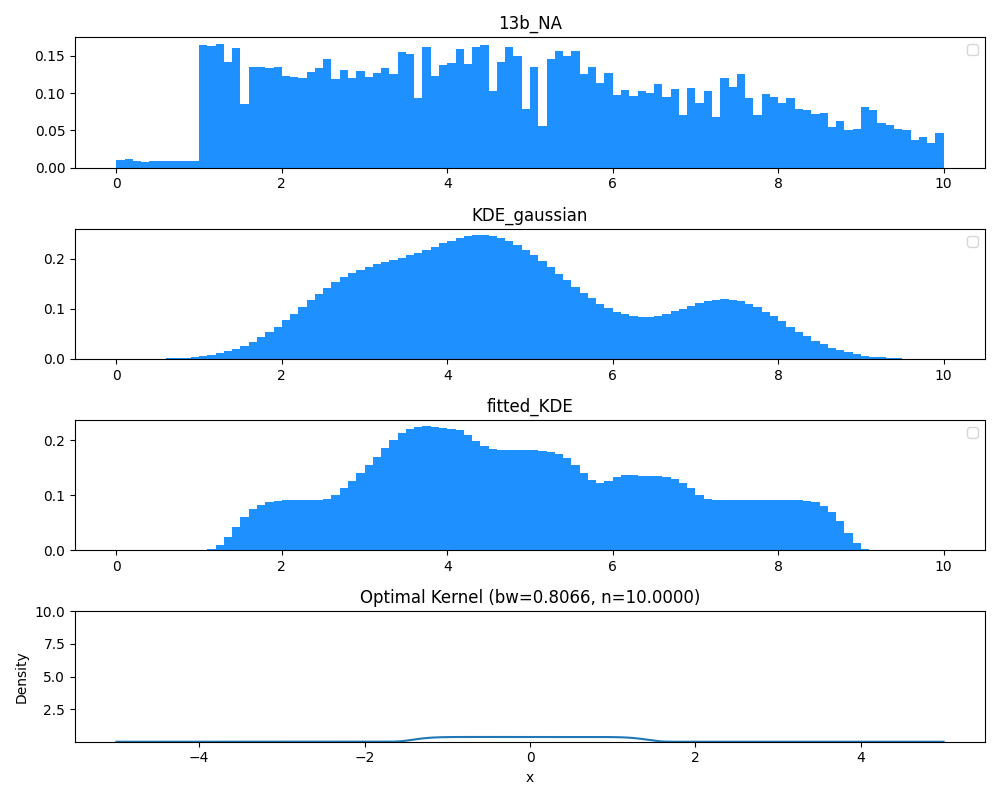 13b_NA
0.15
0.10
0.05
0.00
0 2 4 6 8 10
KDE_gaussian
0.2
0.1
0.0
0 2 4 6 8 10
fitted_KDE
0.2
0.1
0.0
0 2 4 6 8 10
Optimal Kernel (bw=0.8066, n=10.0000)
10.0
7.5
5.0
2.5
Density
−4 −2 0 2 4
x